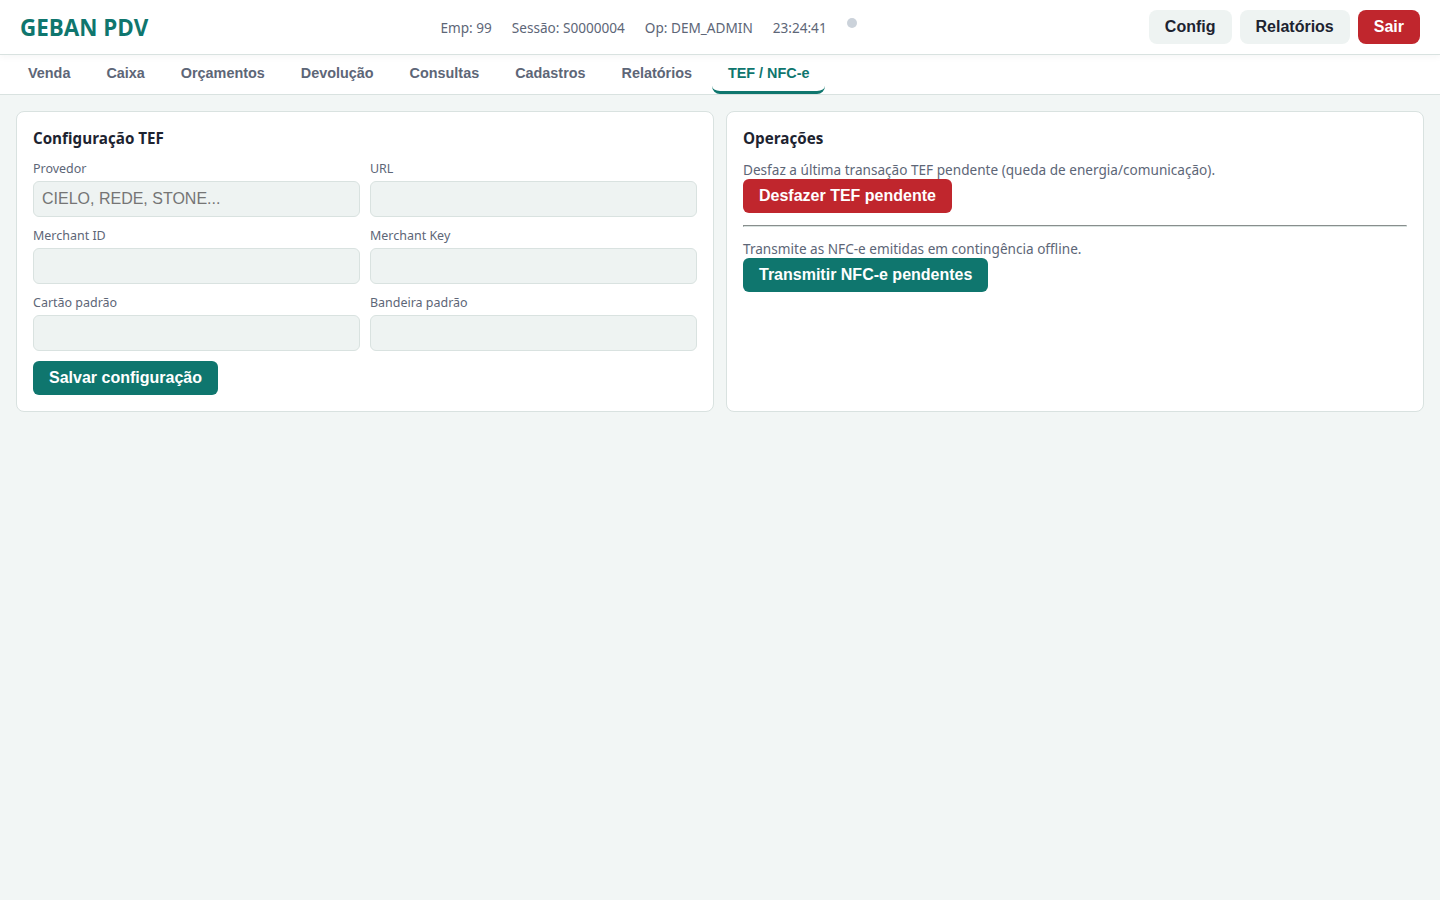 GEBAN PDV
Emp: 99 Sessão: S0000004 Op: DEM_ADMIN 23:24:41
Config Relatórios Sair
Venda Caixa Orçamentos Devolução Consultas Cadastros Relatórios TEF / NFC-e
Configuração TEF
Provedor URL
CIELO, REDE, STONE...
Merchant ID Merchant Key
Cartão padrão Bandeira padrão
Salvar configuração
Operações
Desfaz a última transação TEF pendente (queda de energia/comunicação).
Desfazer TEF pendente
Transmite as NFC-e emitidas em contingência offline.
Transmitir NFC-e pendentes